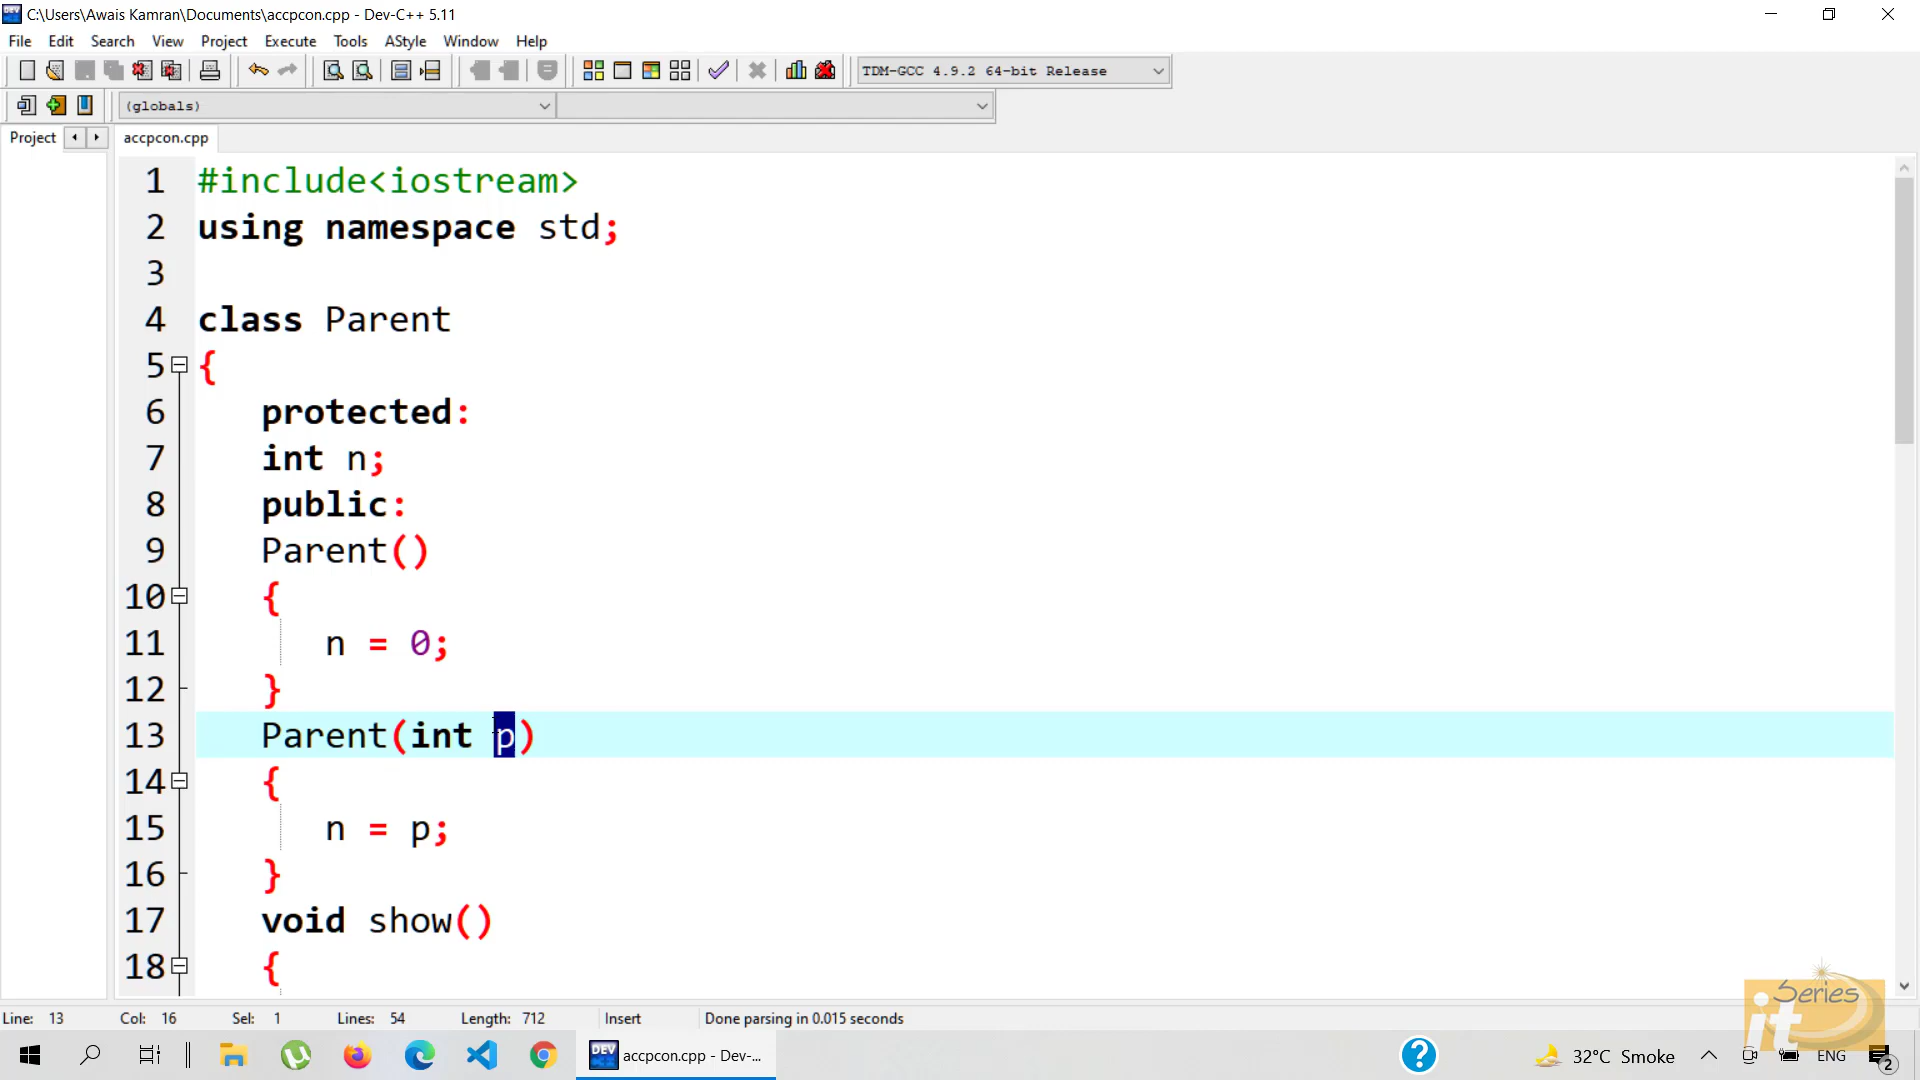 C:\Users\Awais Kamran\Documents\accpcon.cpp - Dev-C++ 5.11
File Edit Search View Project Execute Tools AStyle Window Help
TDM-GCC 4.9.2 64-bit Release
(globals)
Project accpcon.cpp
1 #include<iostream>
2 using namespace std;
3
4 class Parent
5 {
6 protected:
7 int n;
8 public:
9 Parent()
10 {
11 n = 0;
12 }
13 Parent(int p)
14 {
15 n = p;
16 }
17 void show()
18 {
Line: 13 Col: 16 Sel: 1 Lines: 54 Length: 712 Insert Done parsing in 0.015 seconds
it Series
DEV accpcon.cpp - Dev-... ? 32°C Smoke ENG 2